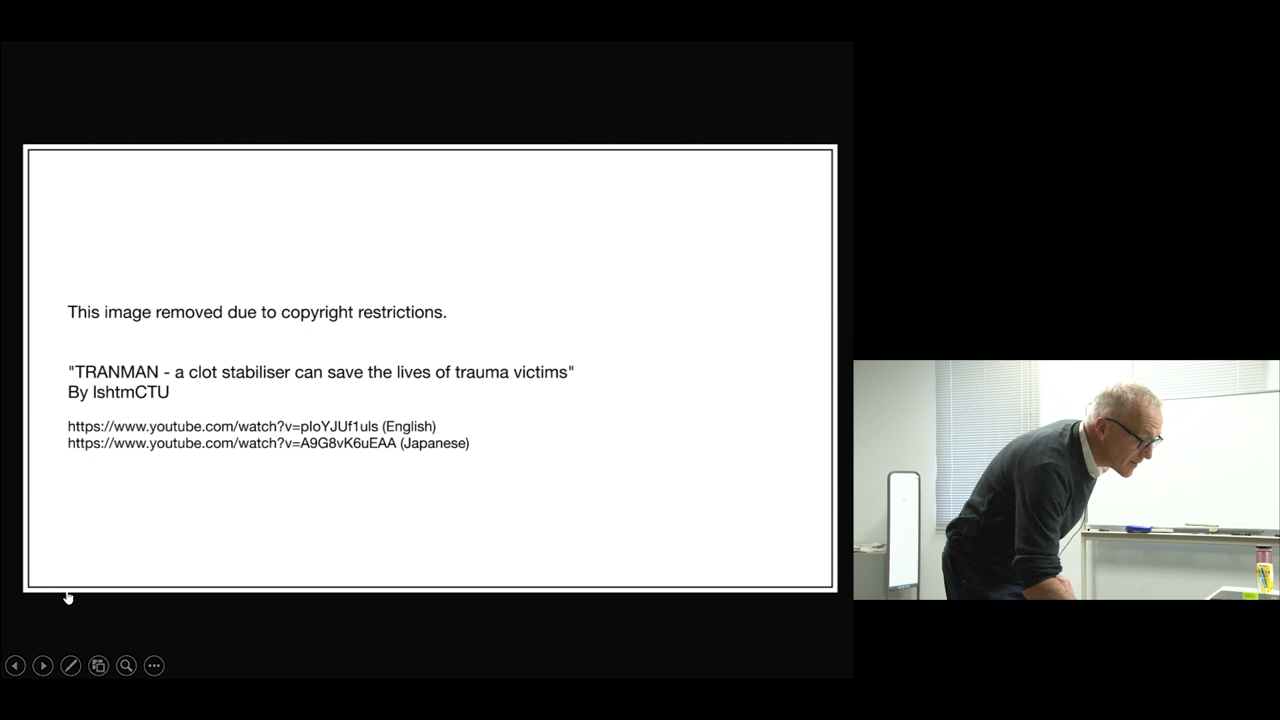 This image removed due to copyright restrictions.
"TRANMAN - a clot stabiliser can save the lives of trauma victims"
By lshtmCTU
https://www.youtube.com/watch?v=pIoYJUf1uls (English)
https://www.youtube.com/watch?v=A9G8vK6uEAA (Japanese)